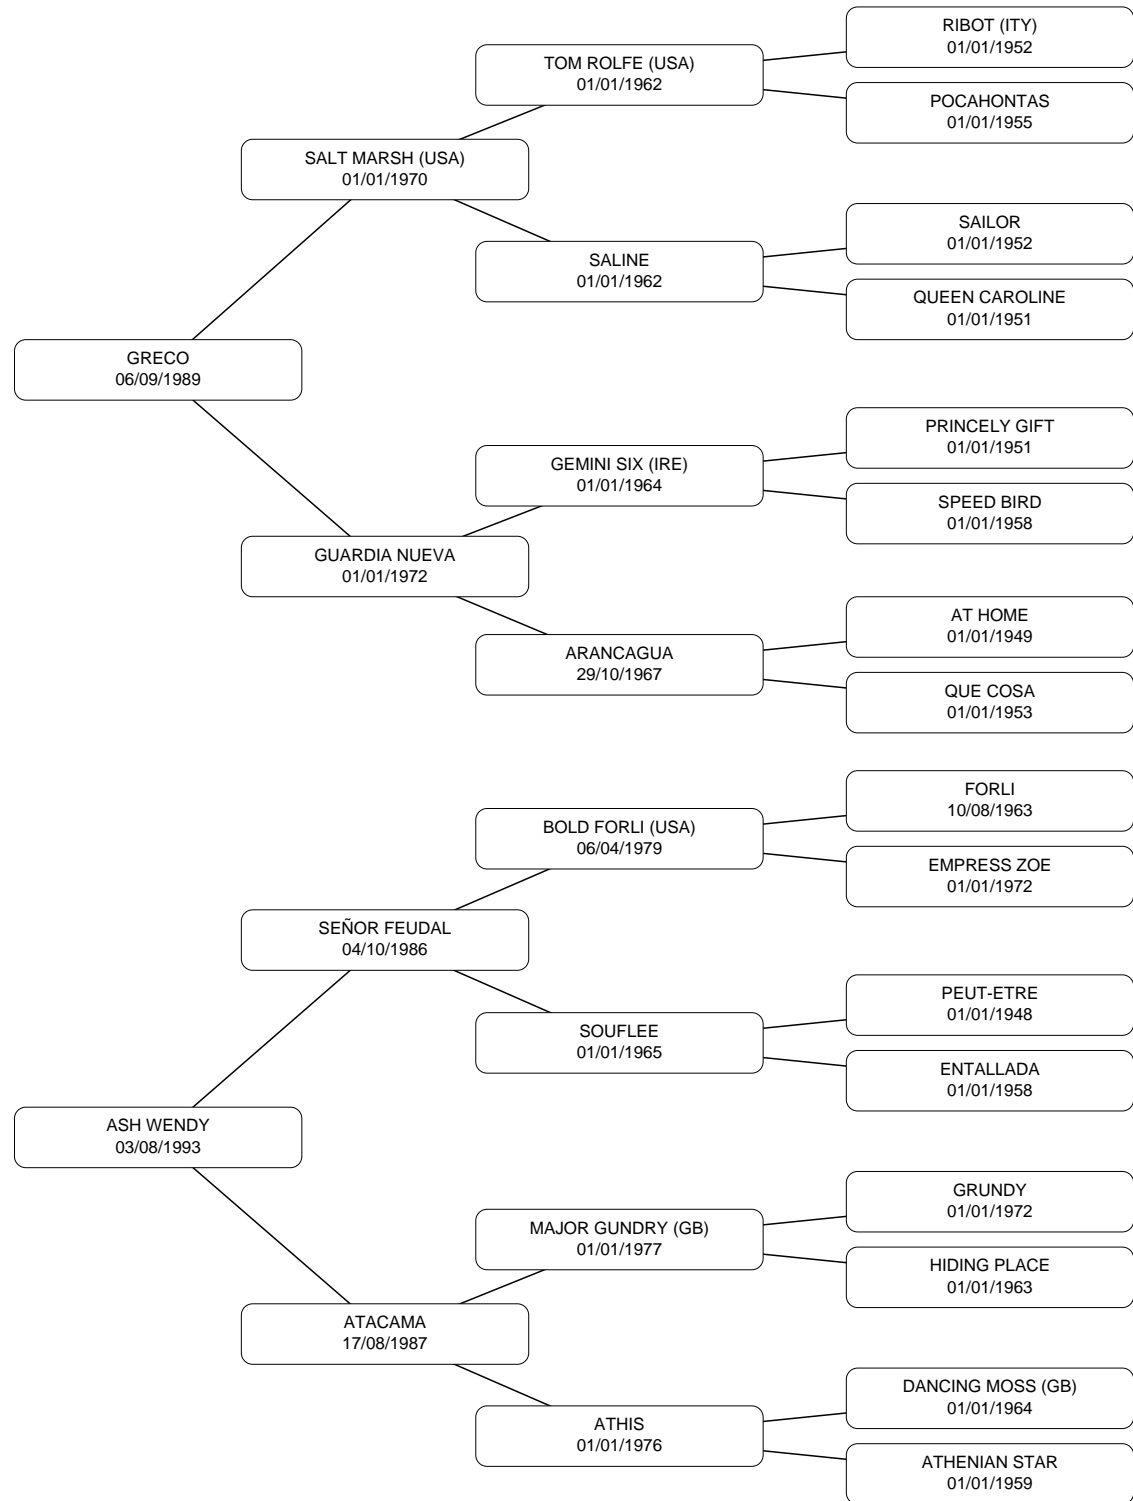 RIBOT (ITY)
01/01/1952
TOM ROLFE (USA)
01/01/1962
POCAHONTAS
01/01/1955
SALT MARSH (USA)
01/01/1970
SAILOR
01/01/1952
SALINE
01/01/1962
QUEEN CAROLINE
01/01/1951
GRECO
06/09/1989
PRINCELY GIFT
01/01/1951
GEMINI SIX (IRE)
01/01/1964
SPEED BIRD
01/01/1958
GUARDIA NUEVA
01/01/1972
AT HOME
01/01/1949
ARANCAGUA
29/10/1967
QUE COSA
01/01/1953
FORLI
10/08/1963
BOLD FORLI (USA)
06/04/1979
EMPRESS ZOE
01/01/1972
SEÑOR FEUDAL
04/10/1986
PEUT-ETRE
01/01/1948
SOUFLEE
01/01/1965
ENTALLADA
01/01/1958
ASH WENDY
03/08/1993
GRUNDY
01/01/1972
MAJOR GUNDRY (GB)
01/01/1977
HIDING PLACE
01/01/1963
ATACAMA
17/08/1987
DANCING MOSS (GB)
01/01/1964
ATHIS
01/01/1976
ATHENIAN STAR
01/01/1959